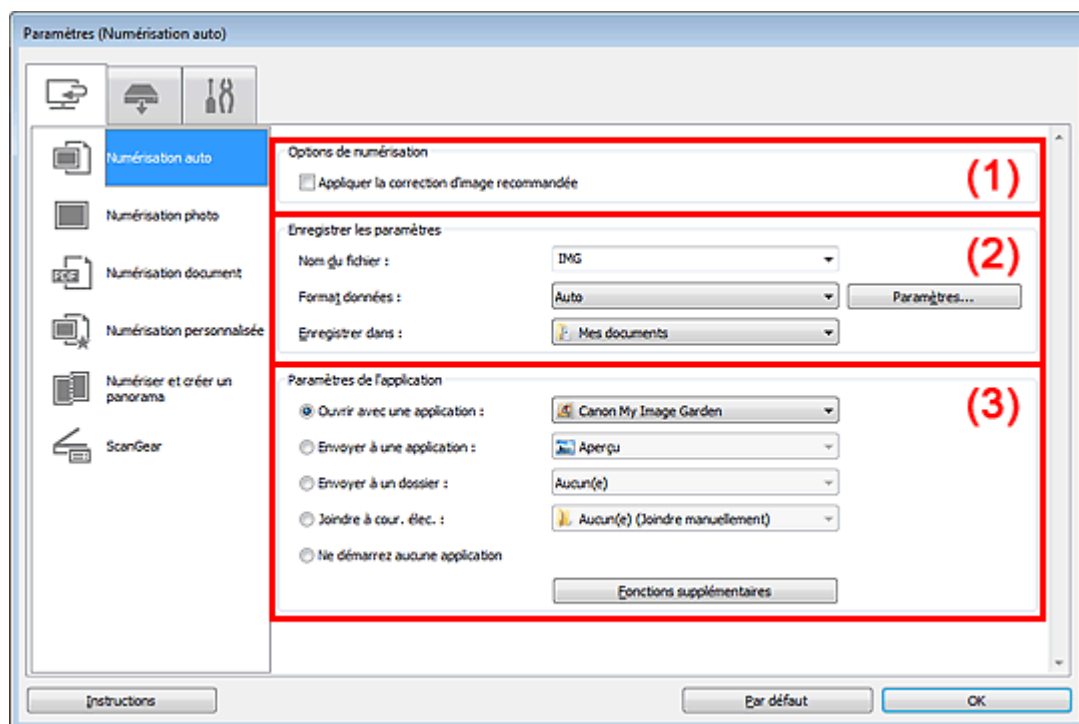 Paramètres (Numérisation auto)
Numérisation auto
Numérisation photo
PDF
Numérisation document
Numérisation personnalisée
Numériser et créer un
panorama
ScanGear
Options de numérisation
Appliquer la correction d'image recommandée
(1)
Enregistrer les paramètres
(2)
Nom du fichier : IMG
Format données : Auto Paramètres...
Enregistrer dans : Mes documents
Paramètres de l'application
(3)
Ouvrir avec une application : Canon My Image Garden
Envoyer à une application : Aperçu
Envoyer à un dossier : Aucun(e)
Joindre à cour. élec. : Aucun(e) (Joindre manuellement)
Ne démarrez aucune application
Fonctions supplémentaires
Instructions Par défaut OK